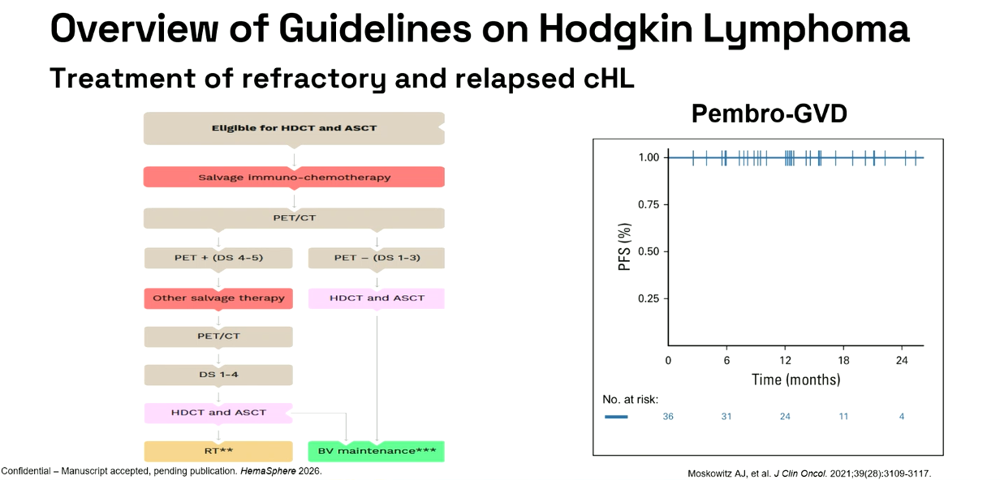 Overview of Guidelines on Hodgkin Lymphoma
Treatment of refractory and relapsed cHL
Eligible for HDCT and ASCT
Salvage immuno-chemotherapy
PET/CT
PET + (DS 4-5)
PET – (DS 1-3)
Other salvage therapy
HDCT and ASCT
PET/CT
DS 1-4
HDCT and ASCT
RT**
BV maintenance***
Confidential – Manuscript accepted, pending publication. HemaSphere 2026.
Pembro-GVD
PFS (%)
1.00
0.75
0.50
0.25
0 6 12 18 24
Time (months)
No. at risk:
36 31 24 11 4
Moskowitz AJ, et al. J Clin Oncol. 2021;39(28):3109-3117.